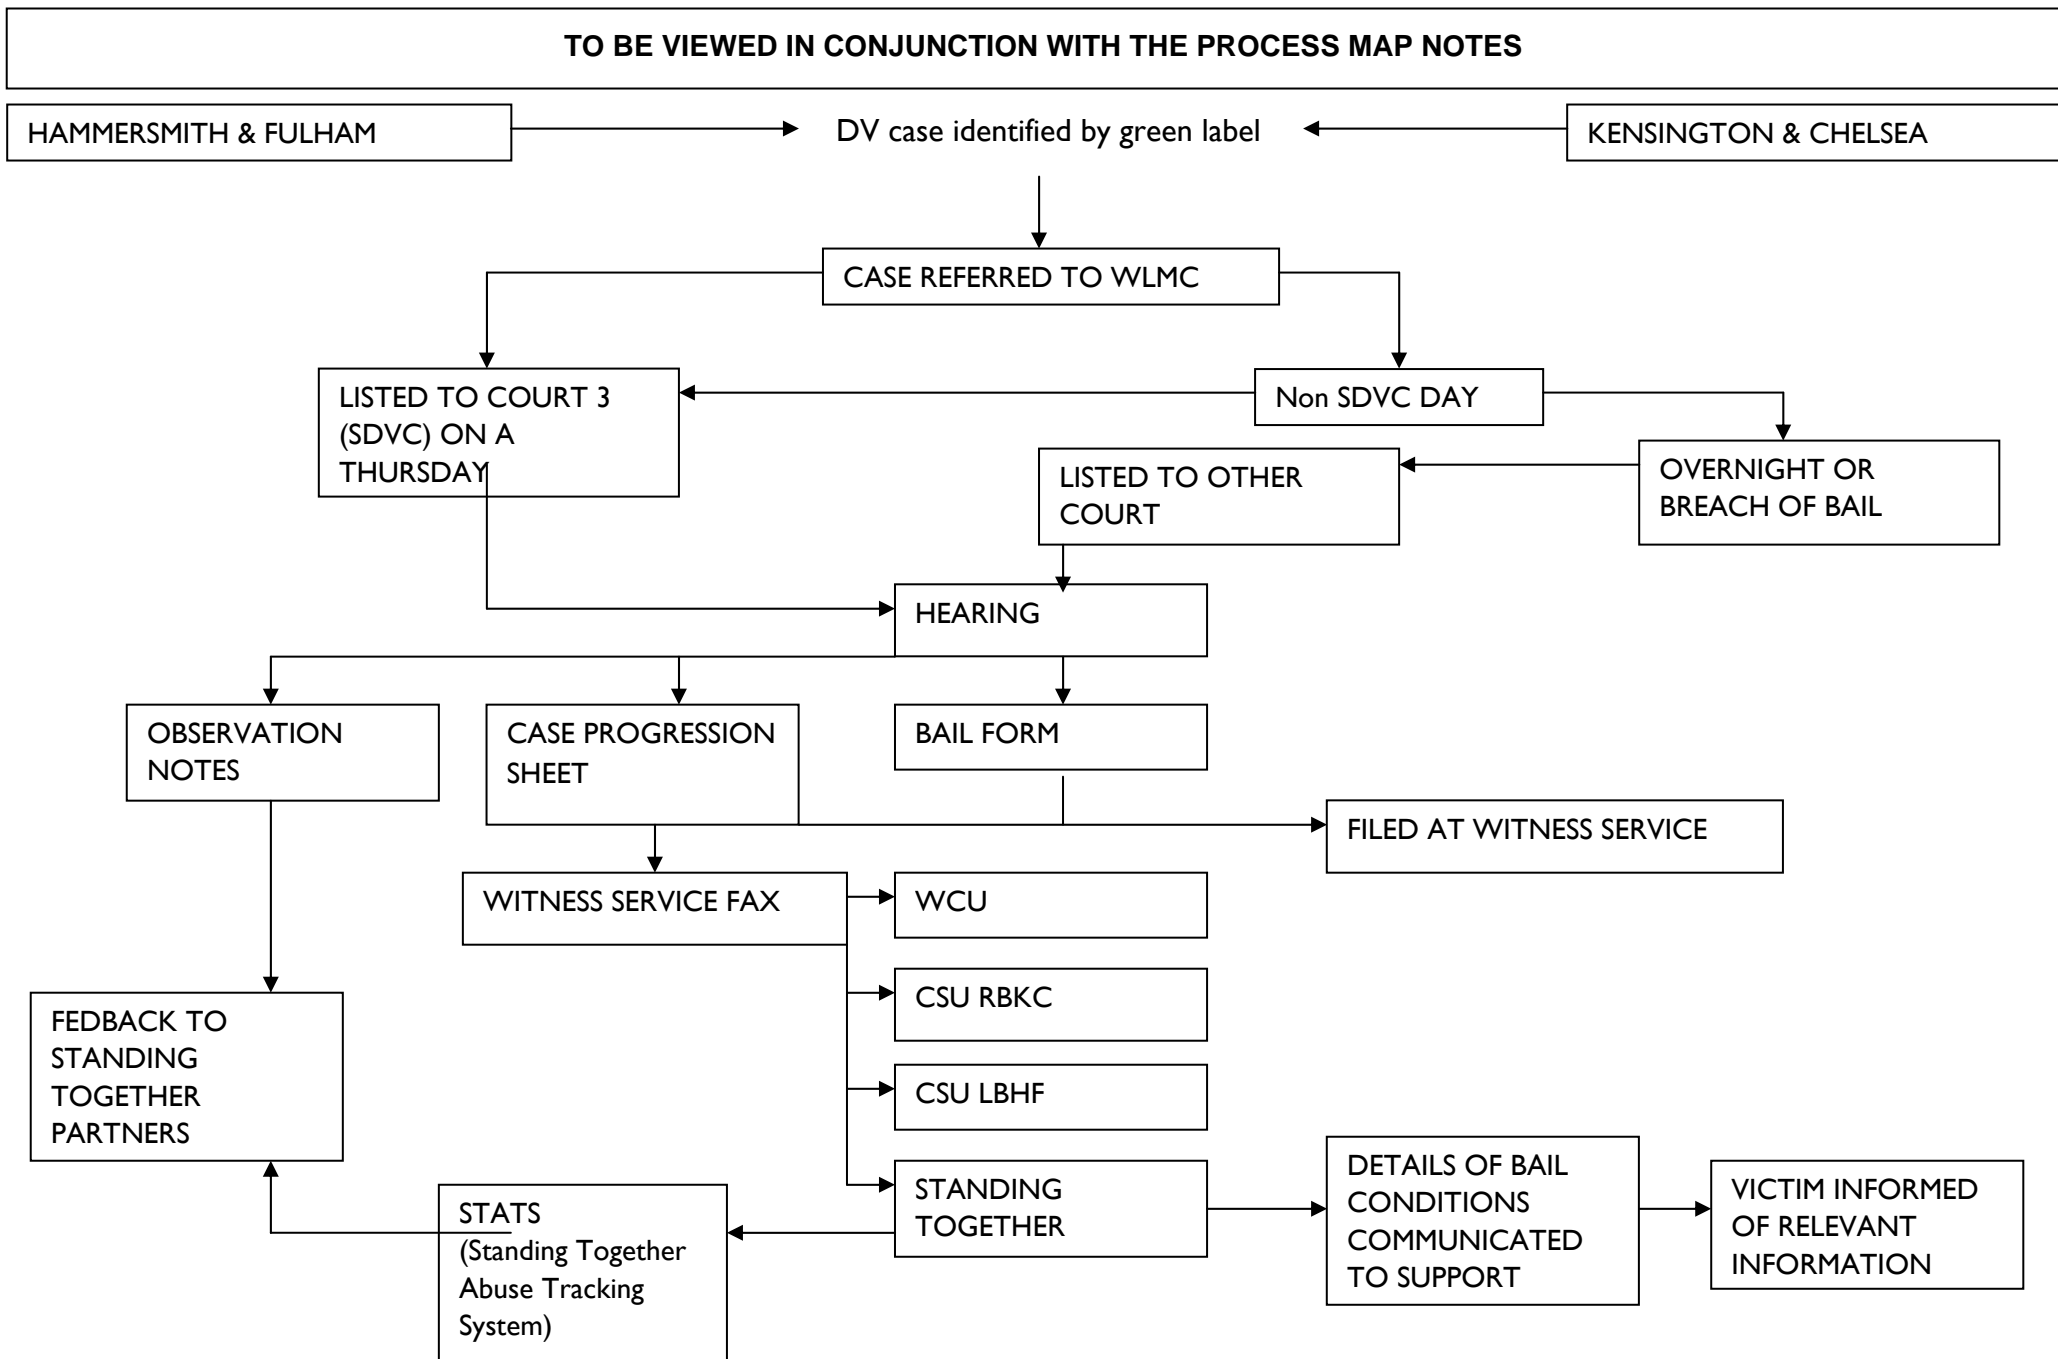 TO BE VIEWED IN CONJUNCTION WITH THE PROCESS MAP NOTES
HAMMERSMITH & FULHAM
DV case identified by green label
KENSINGTON & CHELSEA
CASE REFERRED TO WLMC
LISTED TO COURT 3
(SDVC) ON A
THURSDAY
Non SDVC DAY
LISTED TO OTHER
COURT
OVERNIGHT OR
BREACH OF BAIL
HEARING
OBSERVATION
NOTES
CASE PROGRESSION
SHEET
BAIL FORM
FILED AT WITNESS SERVICE
WITNESS SERVICE FAX
WCU
CSU RBKC
CSU LBHF
FEDBACK TO
STANDING
TOGETHER
PARTNERS
STATS
(Standing Together
Abuse Tracking
System)
STANDING
TOGETHER
DETAILS OF BAIL
CONDITIONS
COMMUNICATED
TO SUPPORT
VICTIM INFORMED
OF RELEVANT
INFORMATION